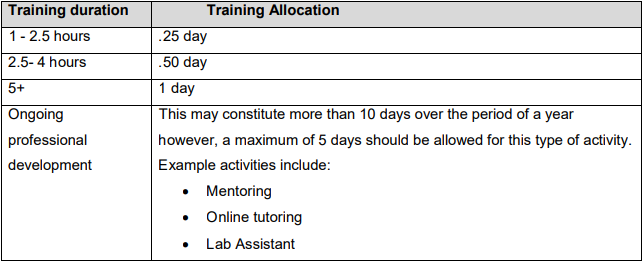 Training duration Training Allocation
1 - 2.5 hours .25 day
2.5- 4 hours .50 day
5+ 1 day
Ongoing professional development
This may constitute more than 10 days over the period of a year
however, a maximum of 5 days should be allowed for this type of activity.
Example activities include:
• Mentoring
• Online tutoring
• Lab Assistant